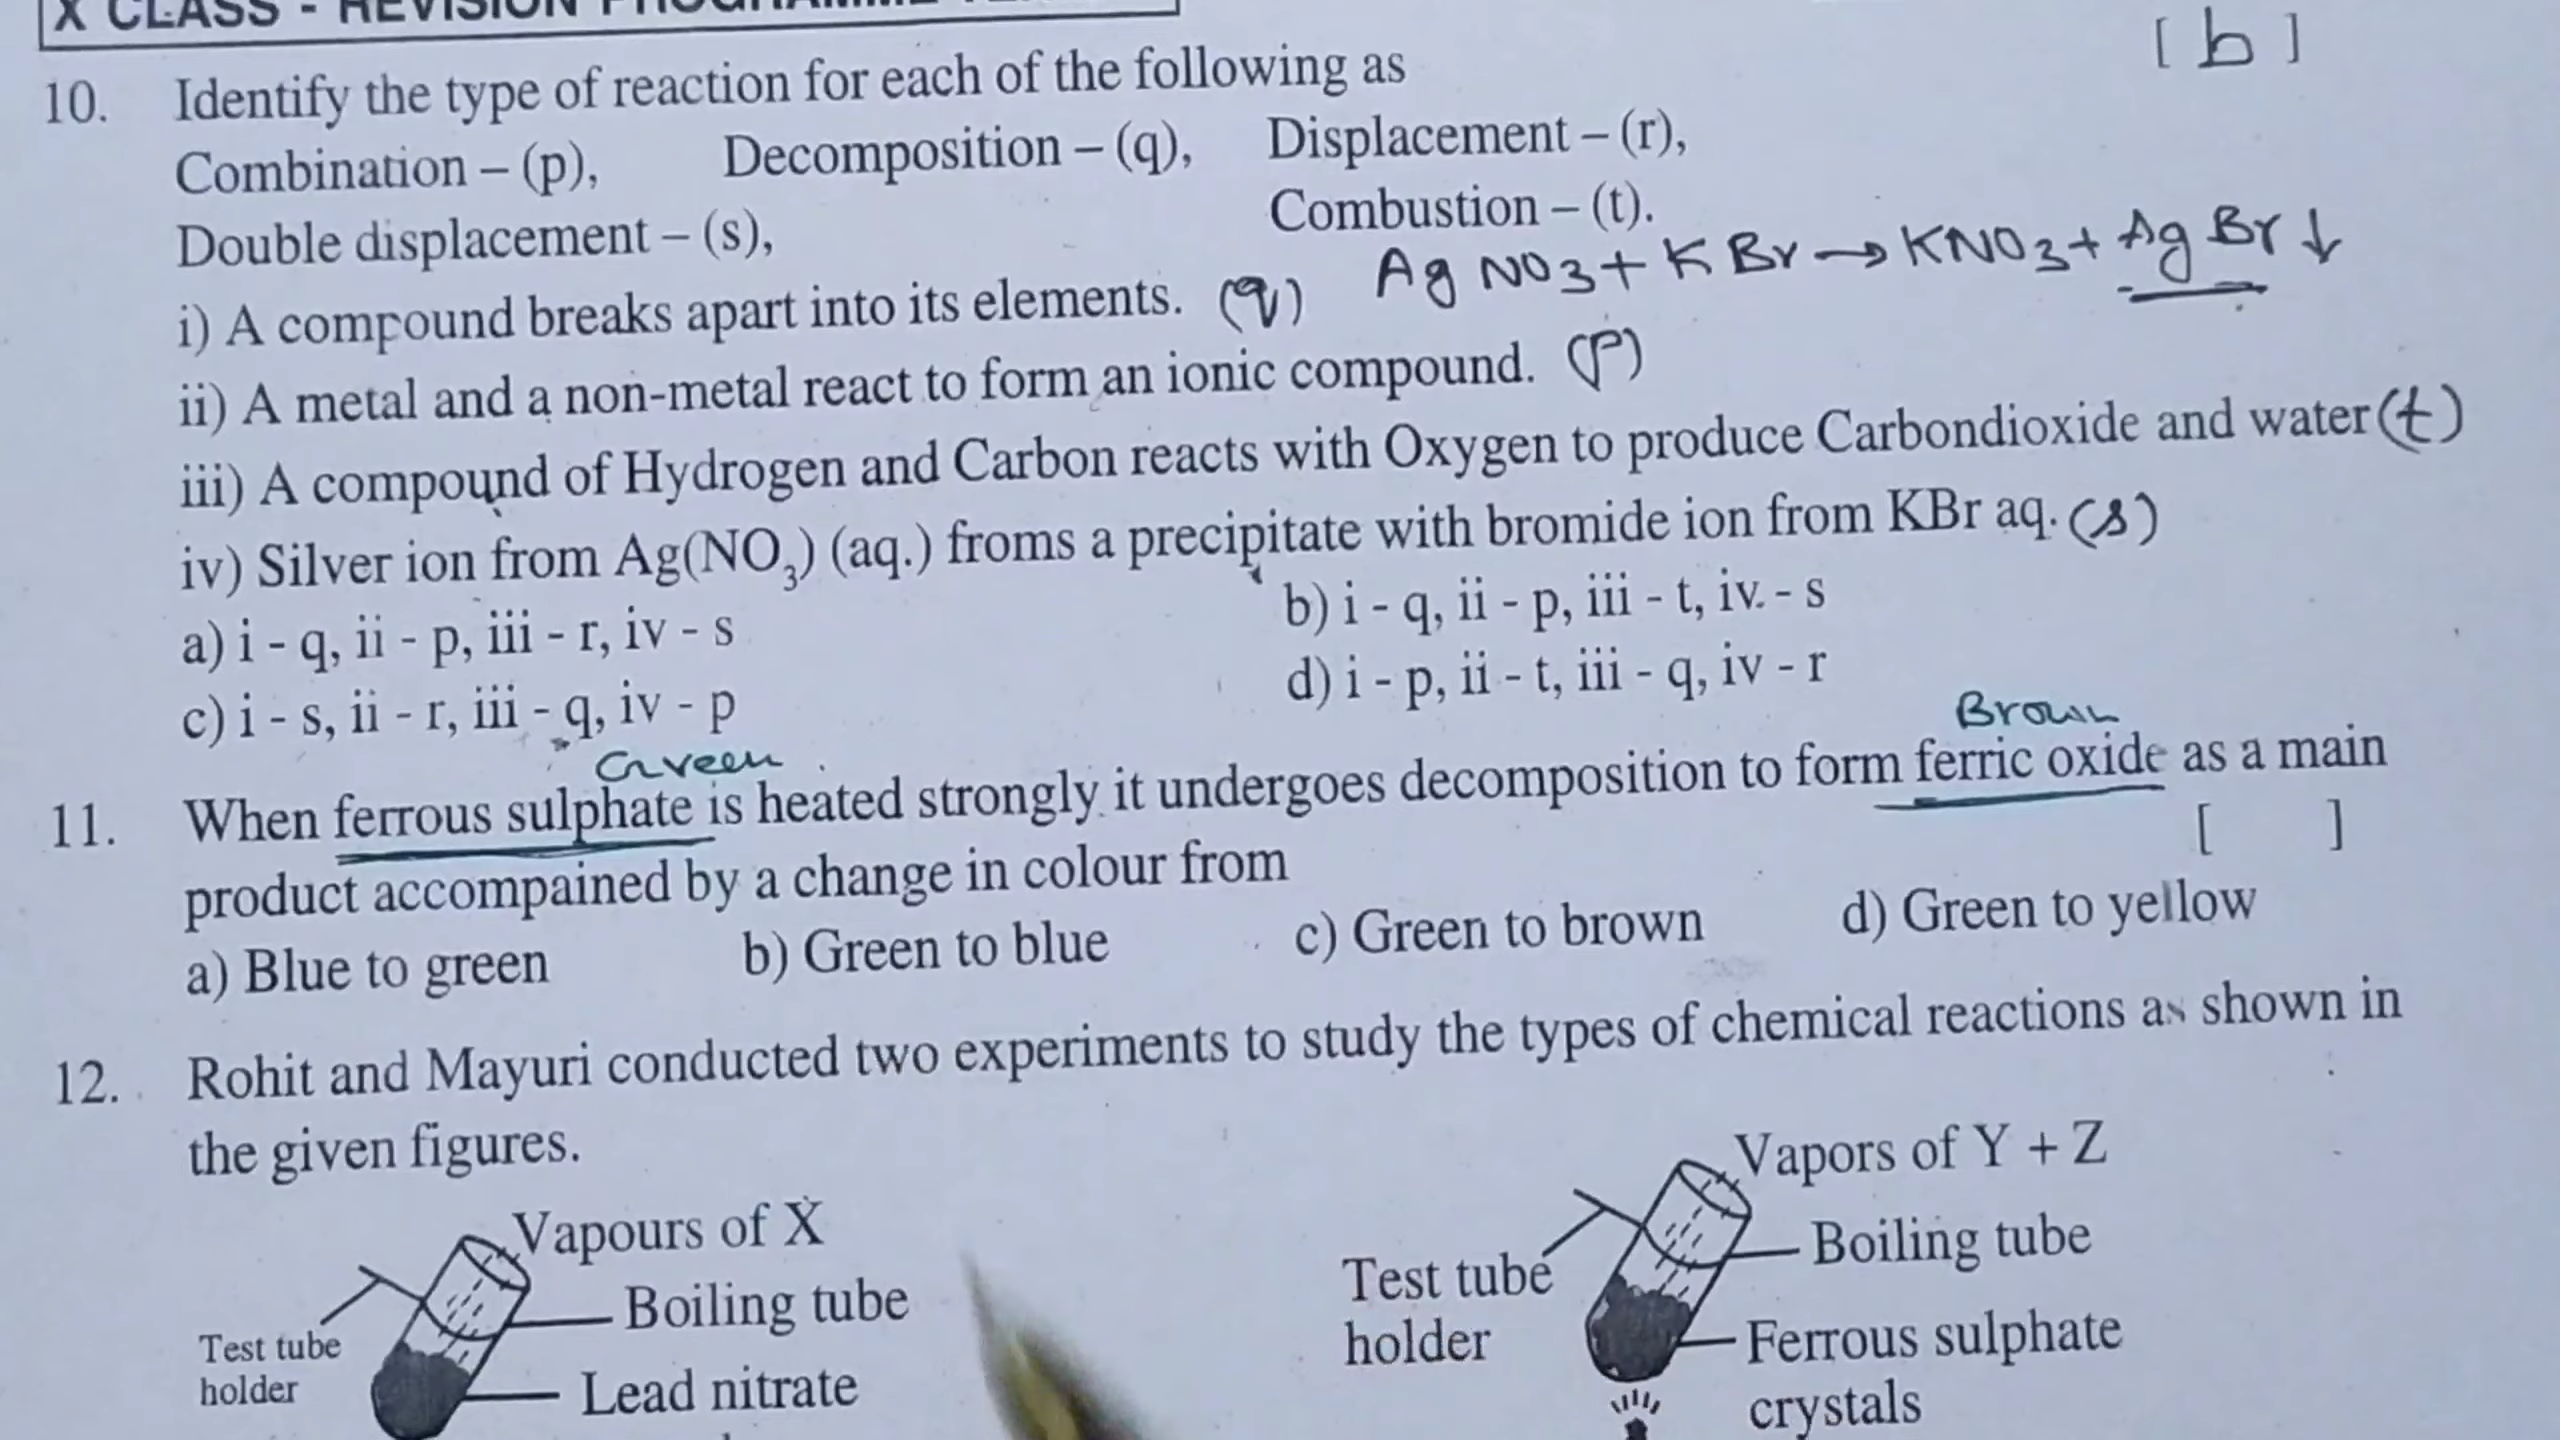 X CLASS - REVISION PROGRAMME
[ b ]
10. Identify the type of reaction for each of the following as
Combination – (p), Decomposition – (q), Displacement – (r),
Double displacement – (s), Combustion – (t).
AgNO3 + KBr → KNO3 + AgBr ↓
i) A compound breaks apart into its elements. (q)
ii) A metal and a non-metal react to form an ionic compound. (P)
iii) A compound of Hydrogen and Carbon reacts with Oxygen to produce Carbondioxide and water (t)
iv) Silver ion from Ag(NO₃) (aq.) froms a precipitate with bromide ion from KBr aq. (s)
a) i - q, ii - p, iii - r, iv - s b) i - q, ii - p, iii - t, iv. - s
c) i - s, ii - r, iii - q, iv - p d) i - p, ii - t, iii - q, iv - r
Green Brown
11. When ferrous sulphate is heated strongly it undergoes decomposition to form ferric oxide as a main
product accompained by a change in colour from [ ]
a) Blue to green b) Green to blue c) Green to brown d) Green to yellow
12. Rohit and Mayuri conducted two experiments to study the types of chemical reactions as shown in
the given figures.
Vapours of X
Boiling tube
Test tube
holder
Lead nitrate
Vapors of Y + Z
Boiling tube
Test tube
holder
Ferrous sulphate
crystals